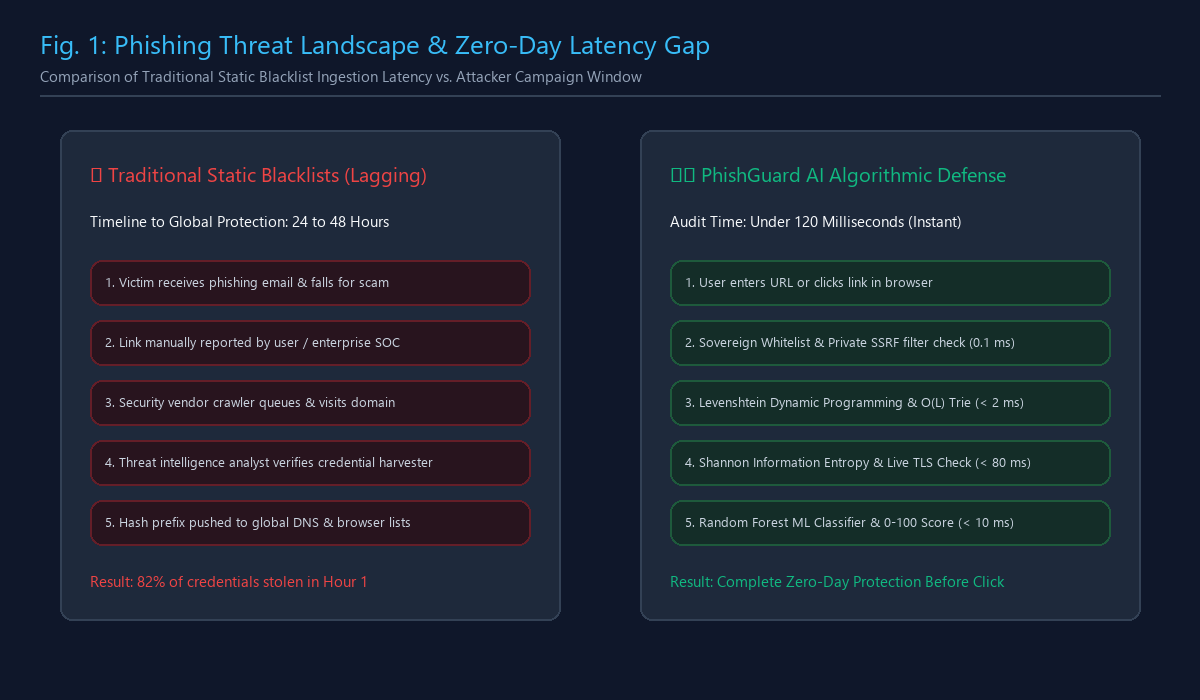 Fig. 1: Phishing Threat Landscape & Zero-Day Latency Gap
Comparison of Traditional Static Blacklist Ingestion Latency vs. Attacker Campaign Window
Traditional Static Blacklists (Lagging)
Timeline to Global Protection: 24 to 48 Hours
1. Victim receives phishing email & falls for scam
2. Link manually reported by user / enterprise SOC
3. Security vendor crawler queues & visits domain
4. Threat intelligence analyst verifies credential harvester
5. Hash prefix pushed to global DNS & browser lists
Result: 82% of credentials stolen in Hour 1
PhishGuard AI Algorithmic Defense
Audit Time: Under 120 Milliseconds (Instant)
1. User enters URL or clicks link in browser
2. Sovereign Whitelist & Private SSRF filter check (0.1 ms)
3. Levenshtein Dynamic Programming & O(L) Trie (< 2 ms)
4. Shannon Information Entropy & Live TLS Check (< 80 ms)
5. Random Forest ML Classifier & 0-100 Score (< 10 ms)
Result: Complete Zero-Day Protection Before Click